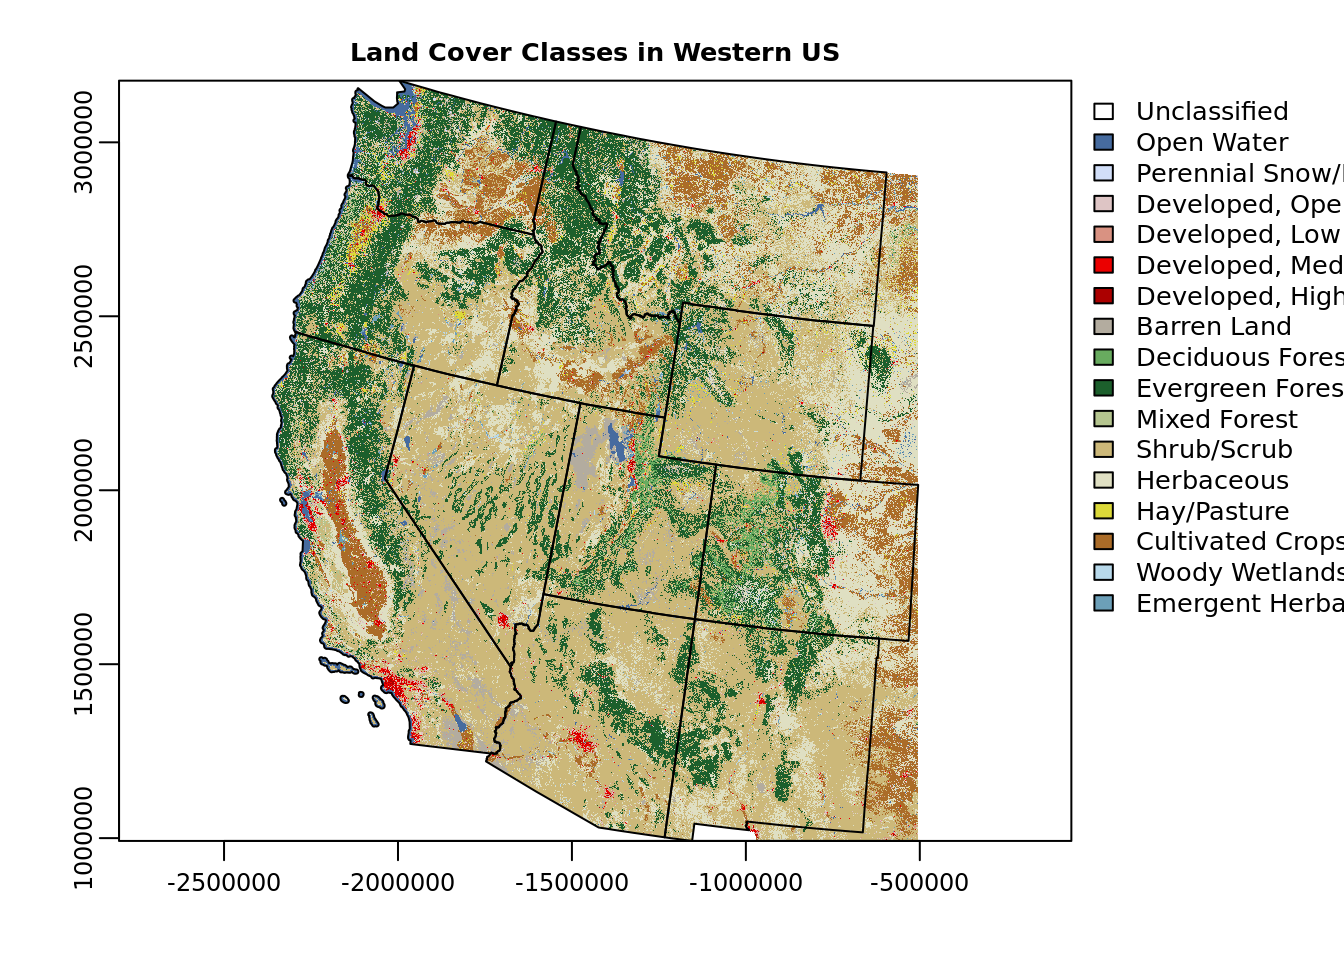 Land Cover Classes in Western US
3000000
2500000
2000000
1500000
1000000
-2500000
-2000000
-1500000
-1000000
-500000
Unclassified
Open Water
Perennial Snow/
Developed, Ope
Developed, Low
Developed, Med
Developed, High
Barren Land
Deciduous Fores
Evergreen Fores
Mixed Forest
Shrub/Scrub
Herbaceous
Hay/Pasture
Cultivated Crops
Woody Wetlands
Emergent Herba